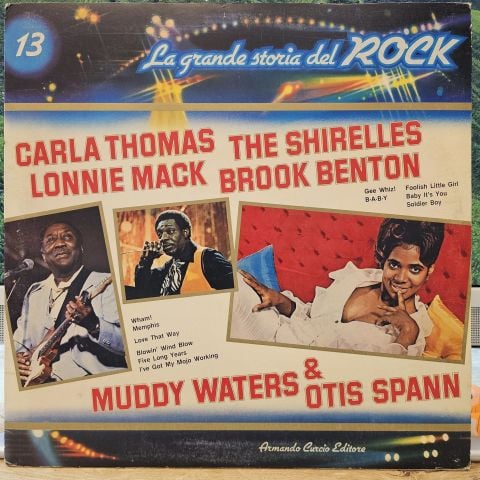 13
La grande storia del ROCK
CARLA THOMAS THE SHIRELLES
LONNIE MACK BROOK BENTON
Gee Whiz!
B-A-B-Y
Foolish Little Girl
Baby It's You
Soldier Boy
Wham!
Memphis
Love That Way
Blowin' Wind Blow
Five Long Years
I've Got My Mojo Working
MUDDY WATERS & OTIS SPANN
Armando Curcio Editore